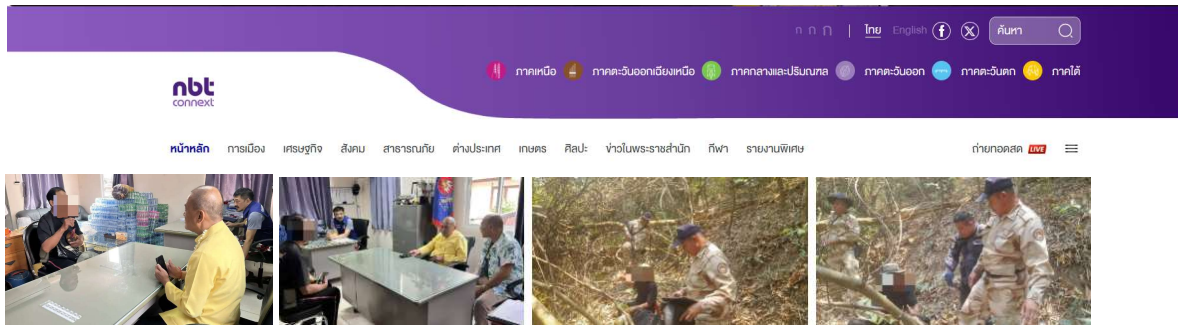 ก ก ก | ไทย English f X ค้นหา
ภาคเหนือ ภาคตะวันออกเฉียงเหนือ ภาคกลางและปริมณฑล ภาคตะวันออก ภาคตะวันตก ภาคใต้
nbt
connext
หน้าหลัก การเมือง เศรษฐกิจ สังคม สาธารณภัย ต่างประเทศ เกษตร ศิลปะ ข่าวในพระราชสำนัก กีฬา รายงานพิเศษ ถ่ายทอดสด LIVE